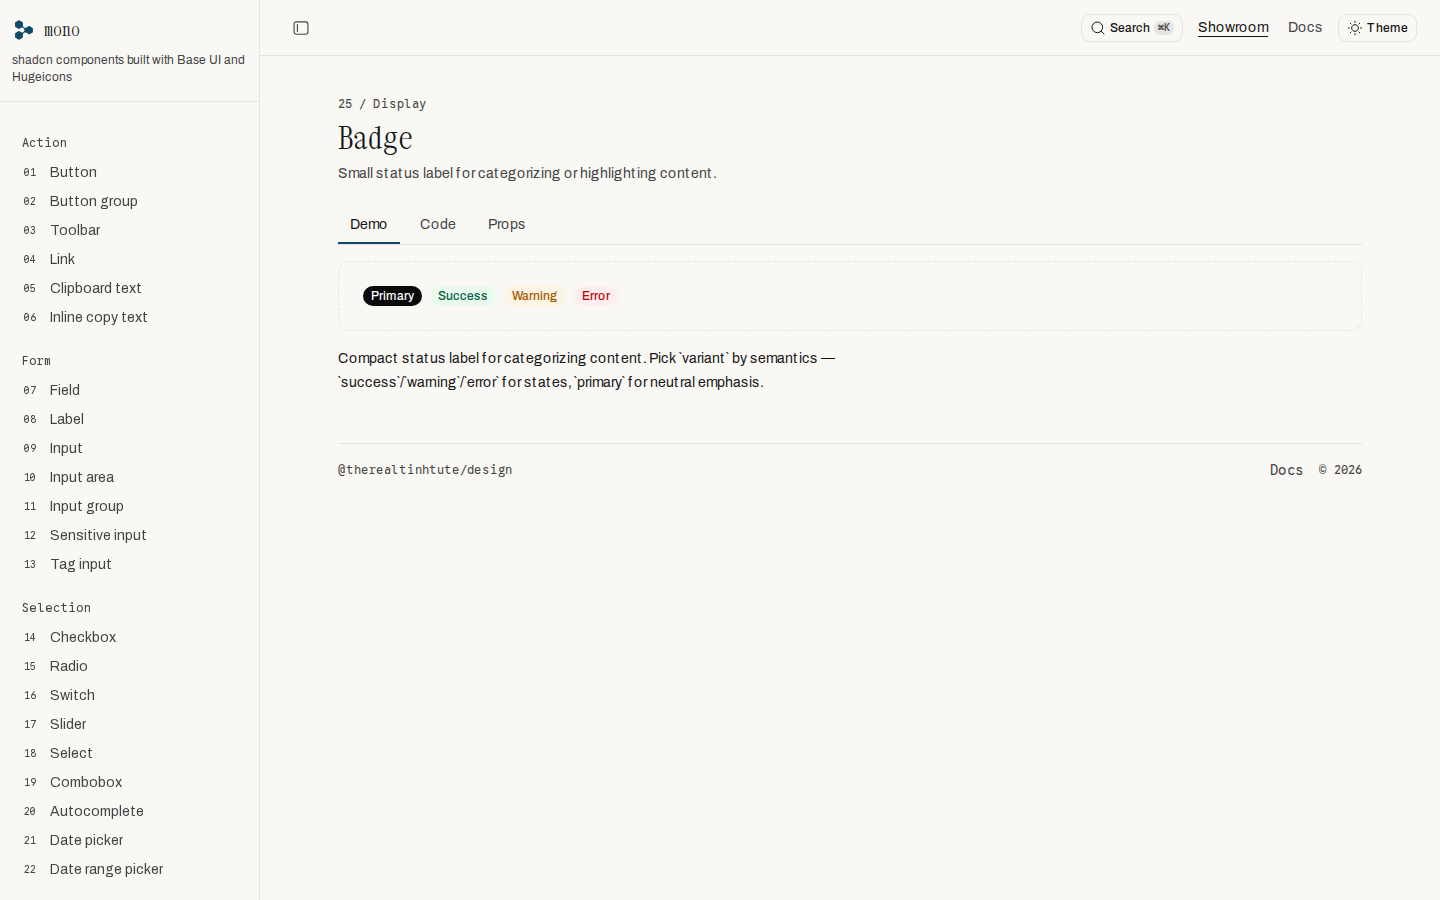 mono
shadcn components built with Base UI and
Hugeicons
Action
01 Button
02 Button group
03 Toolbar
04 Link
05 Clipboard text
06 Inline copy text
Form
07 Field
08 Label
09 Input
10 Input area
11 Input group
12 Sensitive input
13 Tag input
Selection
14 Checkbox
15 Radio
16 Switch
17 Slider
18 Select
19 Combobox
20 Autocomplete
21 Date picker
22 Date range picker
Search ⌘K Showroom Docs Theme
25 / Display
Badge
Small status label for categorizing or highlighting content.
Demo Code Props
Primary Success Warning Error
Compact status label for categorizing content. Pick `variant` by semantics —
`success`/`warning`/`error` for states, `primary` for neutral emphasis.
@therealtinhtute/design Docs © 2026